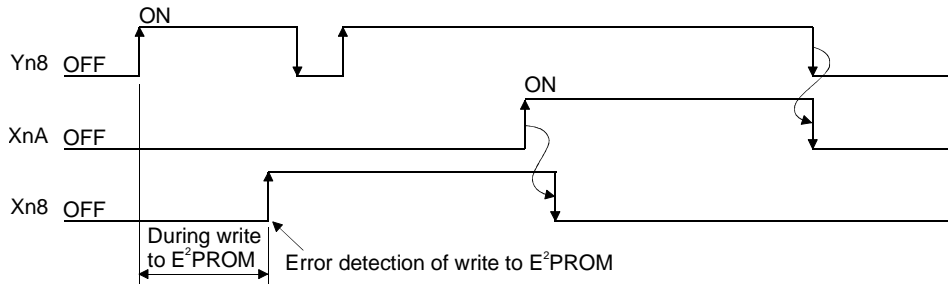 ON
Yn8 OFF
ON
XnA OFF
Xn8 OFF
During write
to E²PROM
Error detection of write to E²PROM